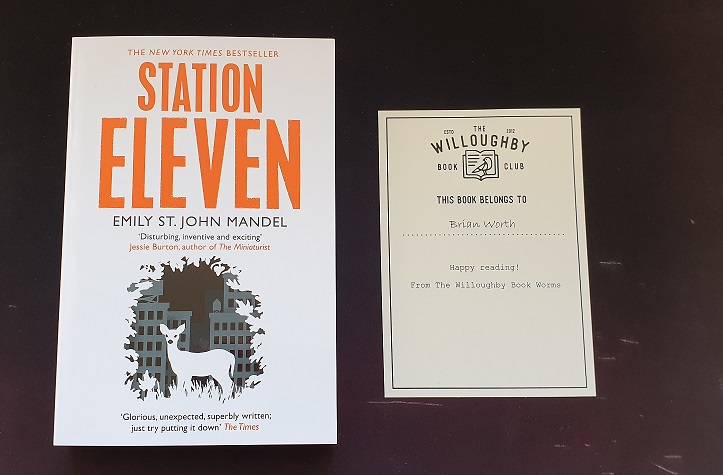 THE NEW YORK TIMES BESTSELLER
STATION
ELEVEN
EMILY ST. JOHN MANDEL
'Disturbing, inventive and exciting'
Jessie Burton, author of The Miniaturist
'Glorious, unexpected, superbly written;
just try putting it down' The Times
ESTD THE 2012
WILLOUGHBY
BOOK CLUB
THIS BOOK BELONGS TO
Brian Worth
Happy reading!
From The Willoughby Book Worms